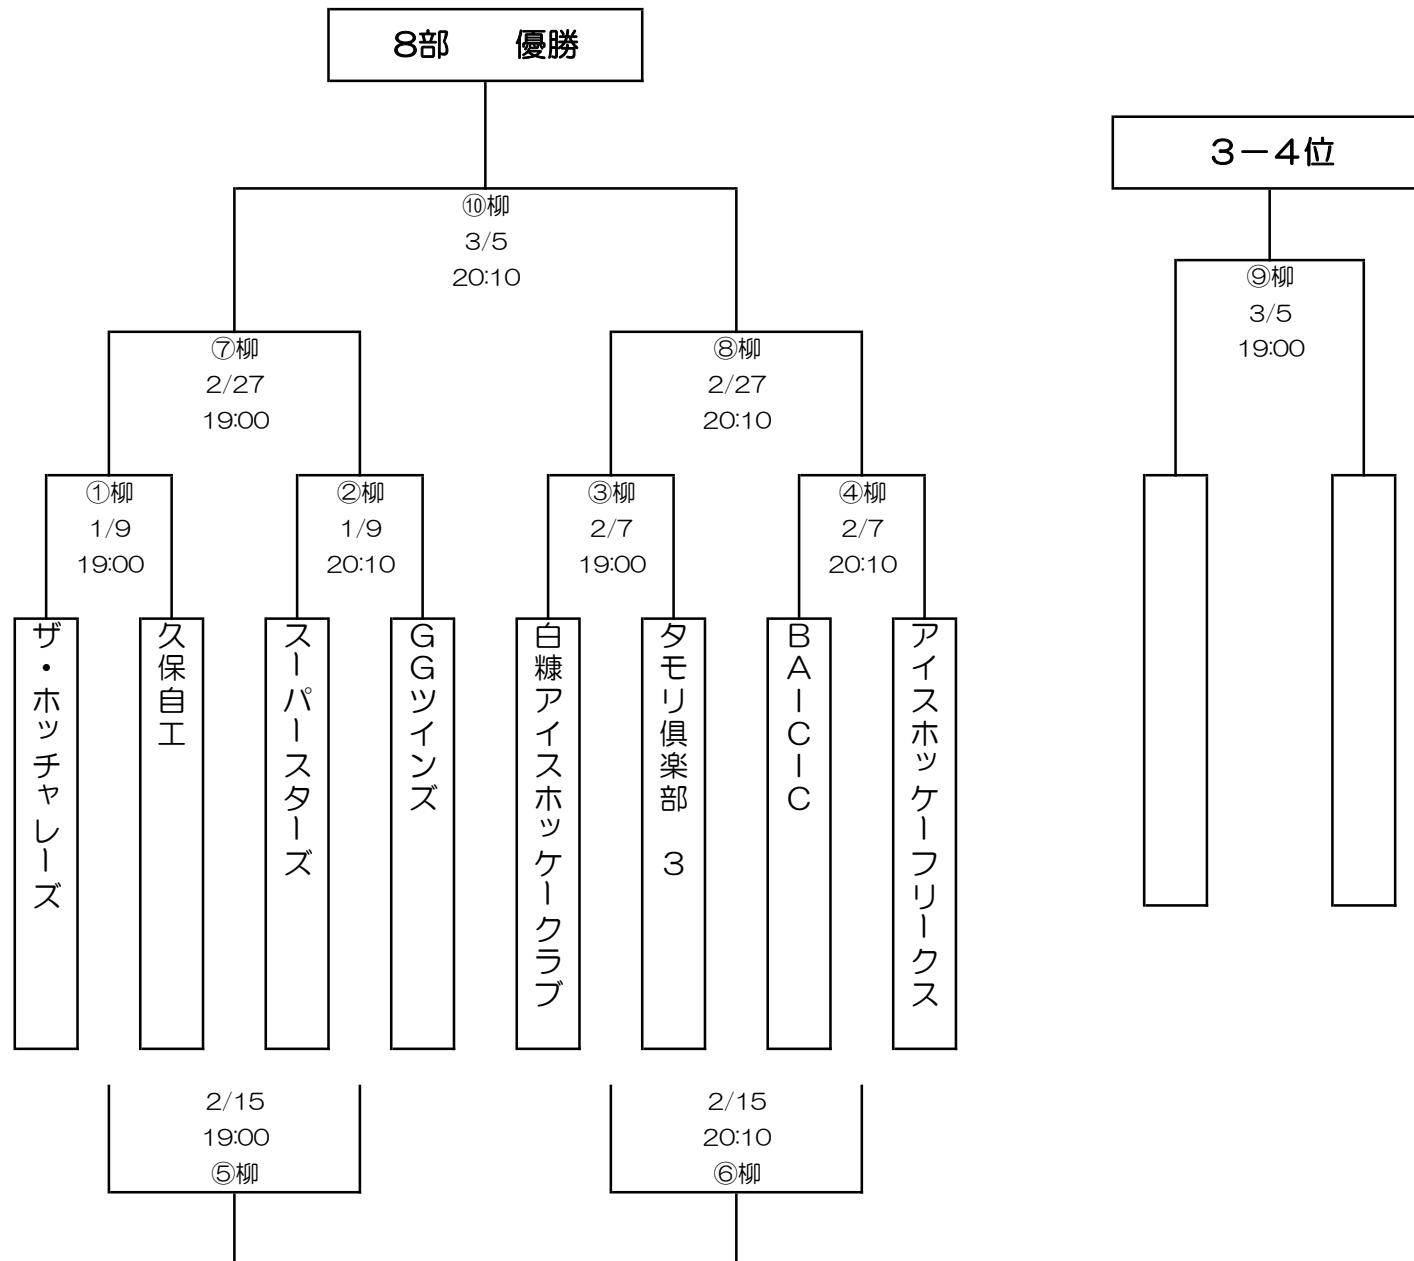 8部　　優勝
3－4位
⑩柳
3/5
20:10
⑨柳
3/5
19:00
⑦柳
2/27
19:00
⑧柳
2/27
20:10
①柳
1/9
19:00
②柳
1/9
20:10
③柳
2/7
19:00
④柳
2/7
20:10
ザ・ホッチャレーズ
久保自工
スーパースターズ
GGツインズ
白糠アイスホッケークラブ
タモリ倶楽部　3
BAーCーC
アイスホッケーフリークス
2/15
19:00
⑤柳
2/15
20:10
⑥柳